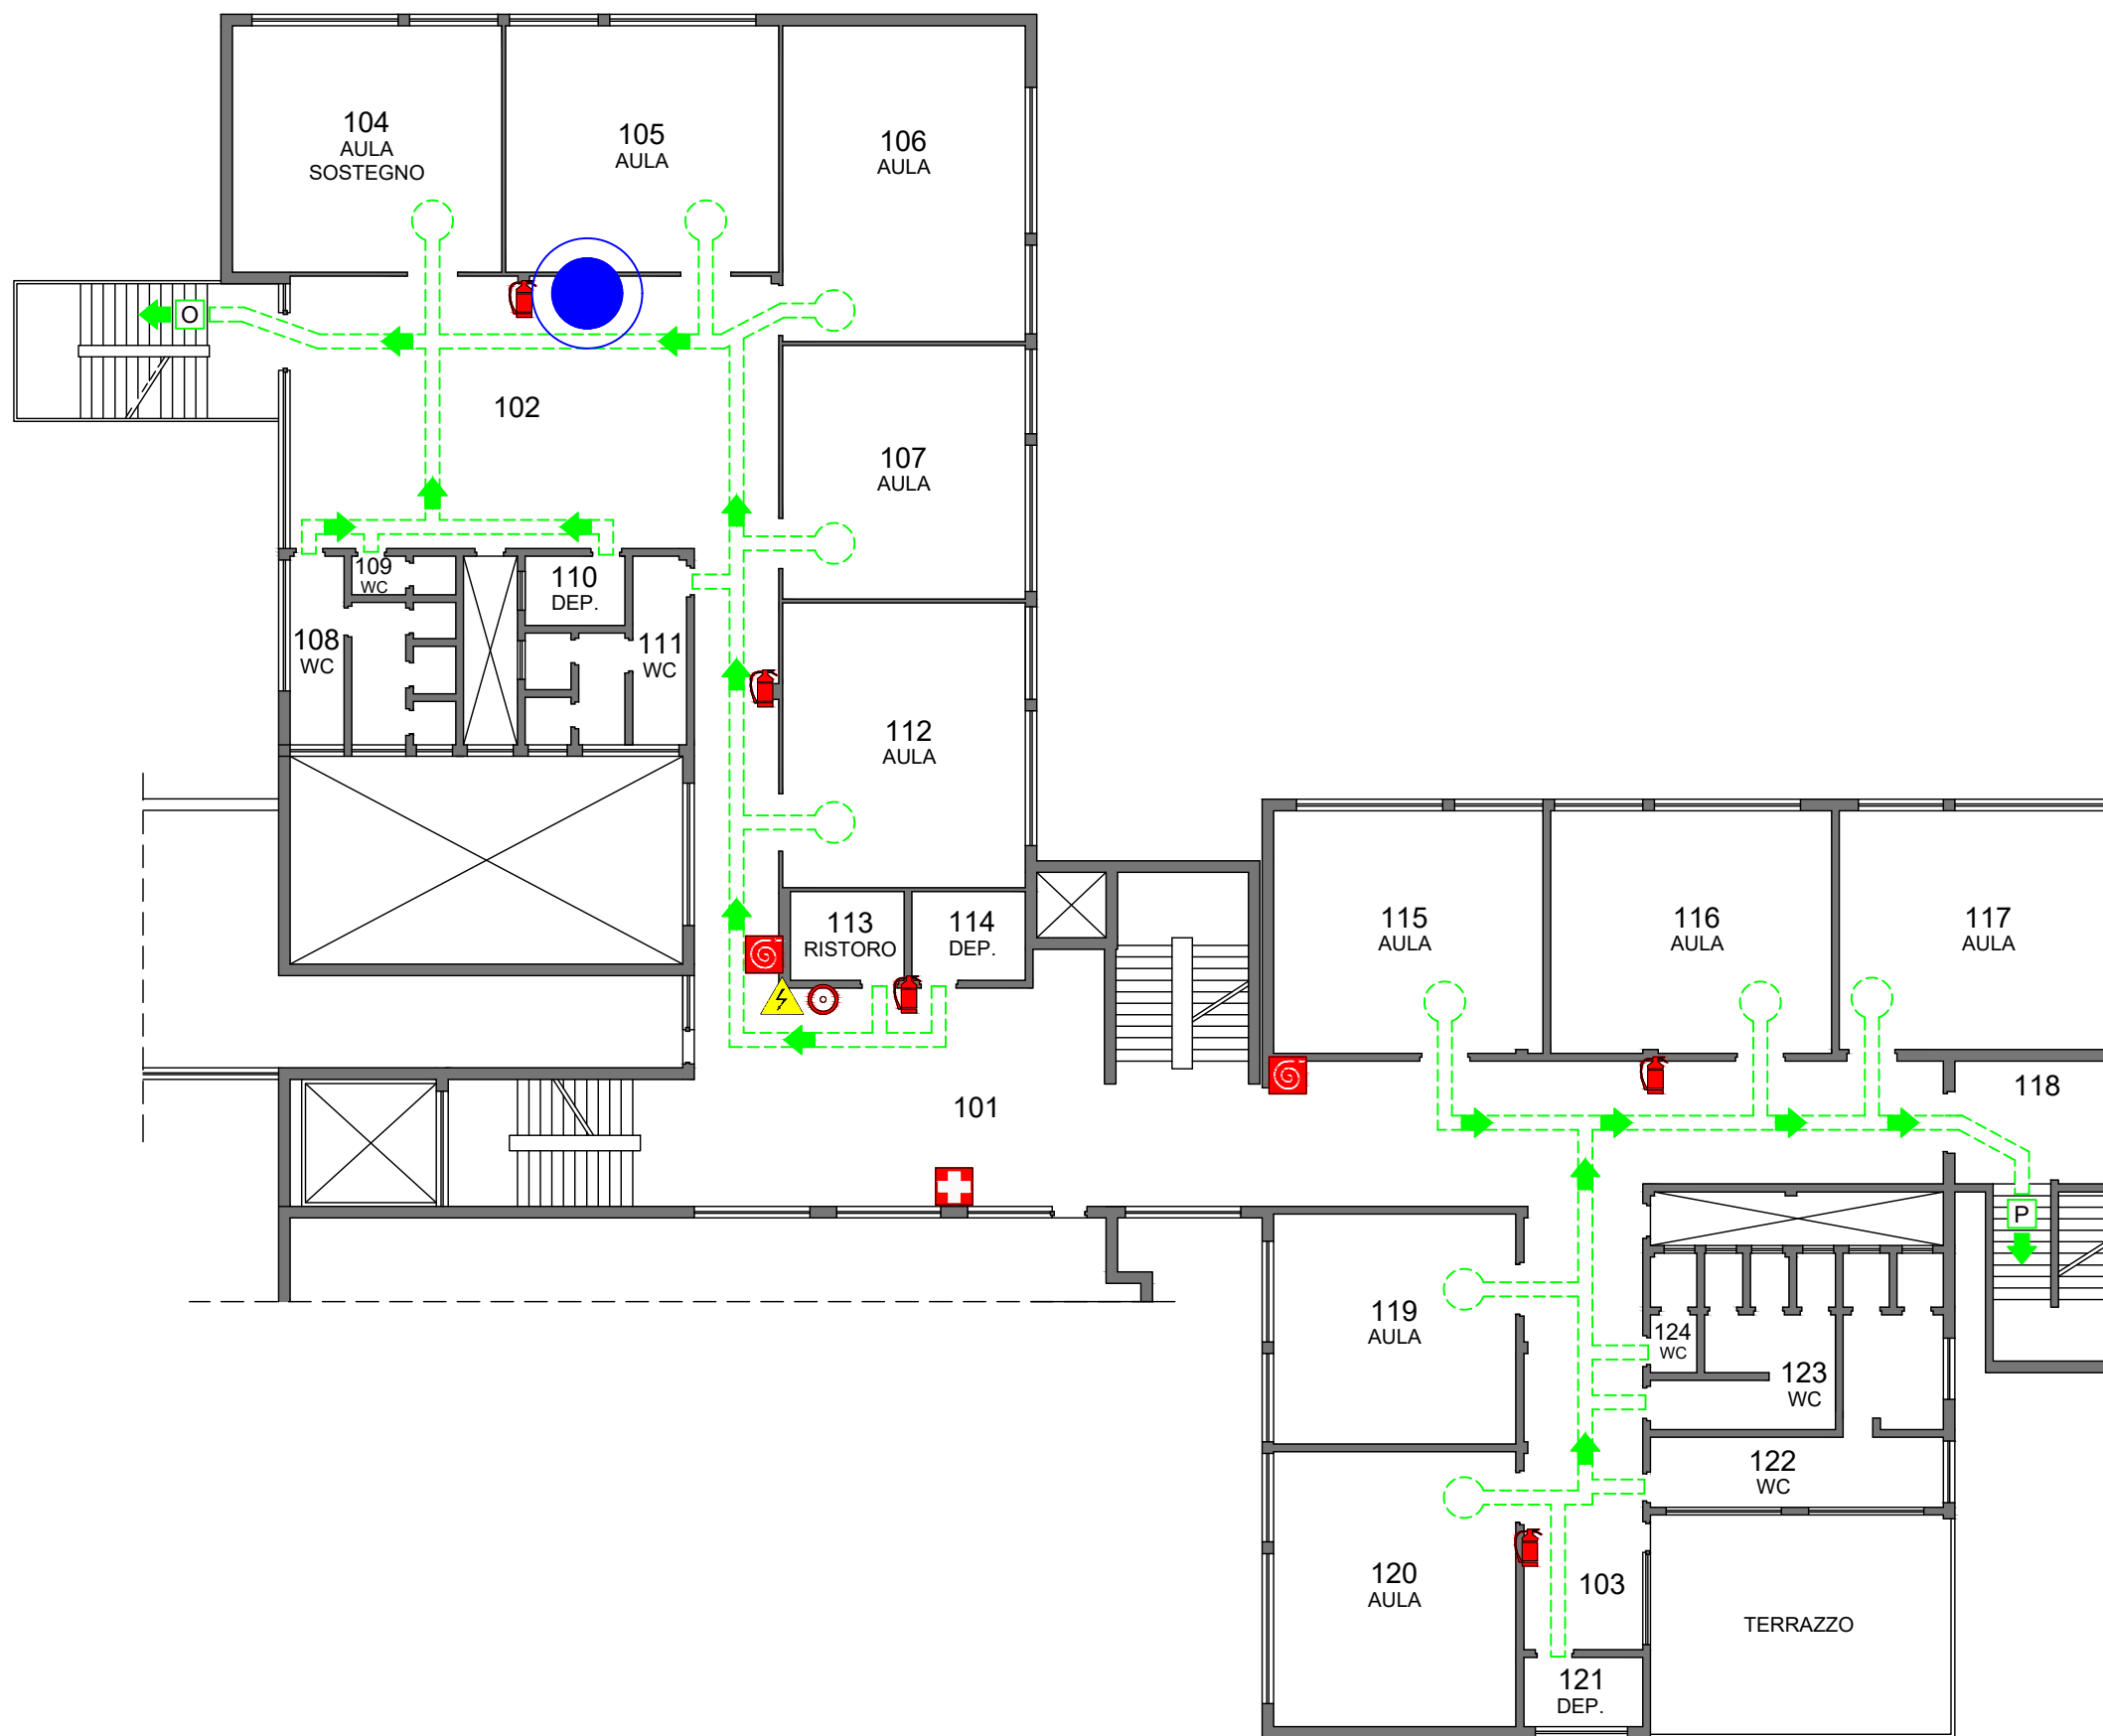 104
AULA
SOSTEGNO
105
AULA
106
AULA
O
102
107
AULA
109
WC
110
DEP.
108
WC
111
WC
112
AULA
113
RISTORO
114
DEP.
115
AULA
116
AULA
117
AULA
118
101
P
119
AULA
124
WC
123
WC
122
WC
120
AULA
103
TERRAZZO
121
DEP.